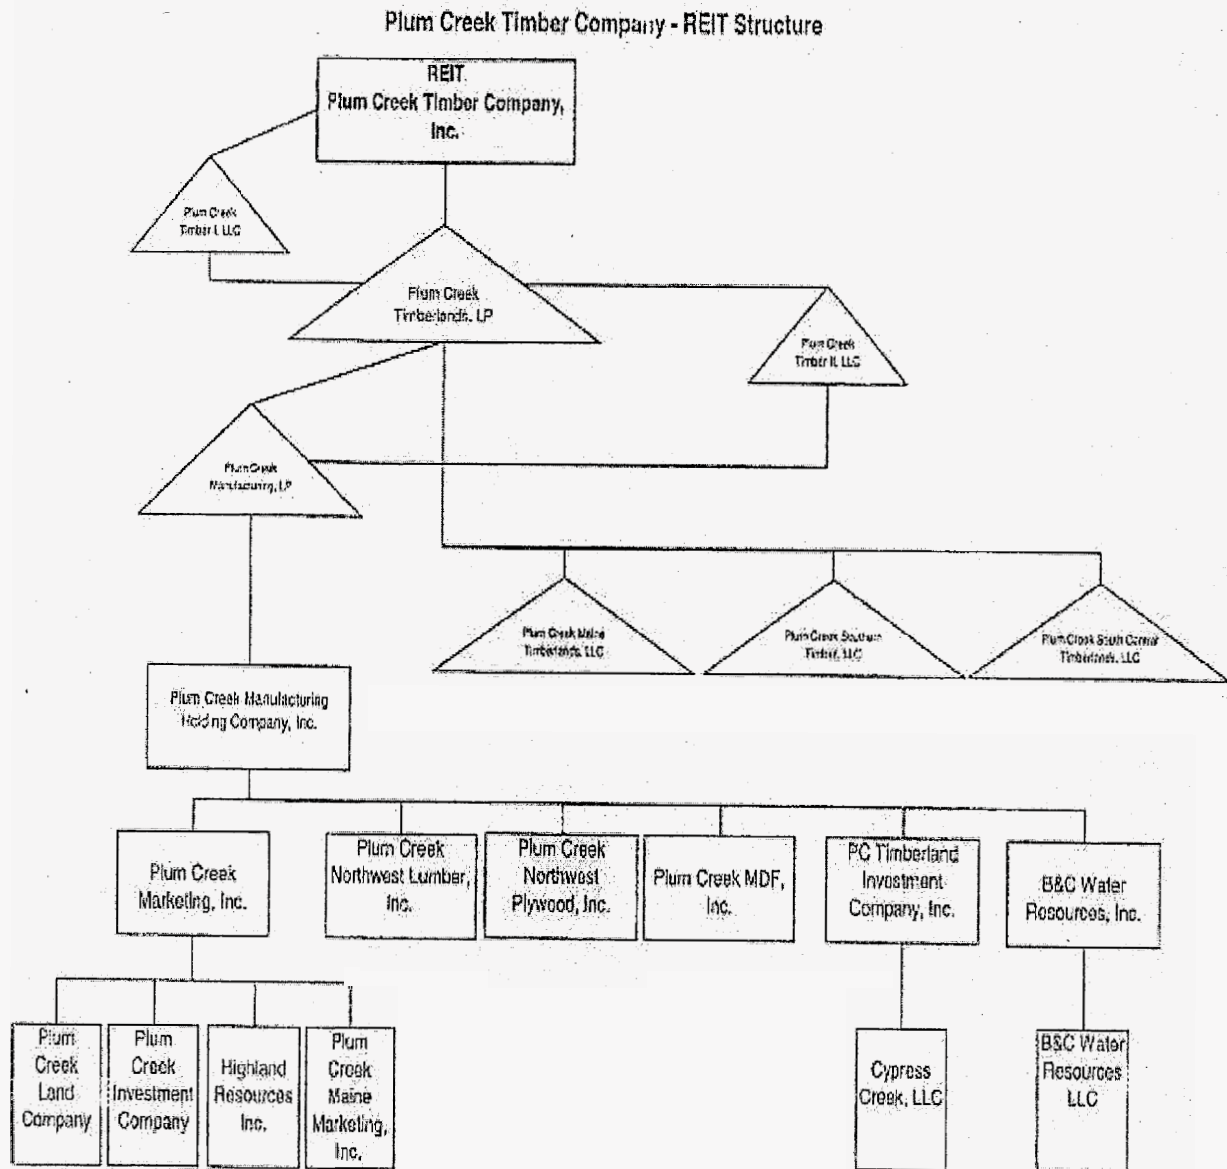 Plum Creek Timber Company - REIT Structure
REIT
Plum Creek Timber Company,
Inc.
Plum Creek
Timber I, LLC
Plum Creek
Timberlands, LP
Plum Creek
Timber II, LLC
Plum Creek
Manufacturing, LP
Plum Creek Maine
Timberlands, LLC
Plum Creek Southern
Timber, LLC
Plum Creek South Central
Timberlands, LLC
Plum Creek Manufacturing
Holding Company, Inc.
Plum Creek
Marketing, Inc.
Plum Creek
Northwest Lumber,
Inc.
Plum Creek
Northwest
Plywood, Inc.
Plum Creek MDF,
Inc.
PC Timberland
Investment
Company, Inc.
B&C Water
Resources, Inc.
Plum
Creek
Land
Company
Plum
Creek
Investment
Company
Highland
Resources
Inc.
Plum
Creek
Maine
Marketing,
Inc.
Cypress
Creek, LLC
B&C Water
Resources
LLC